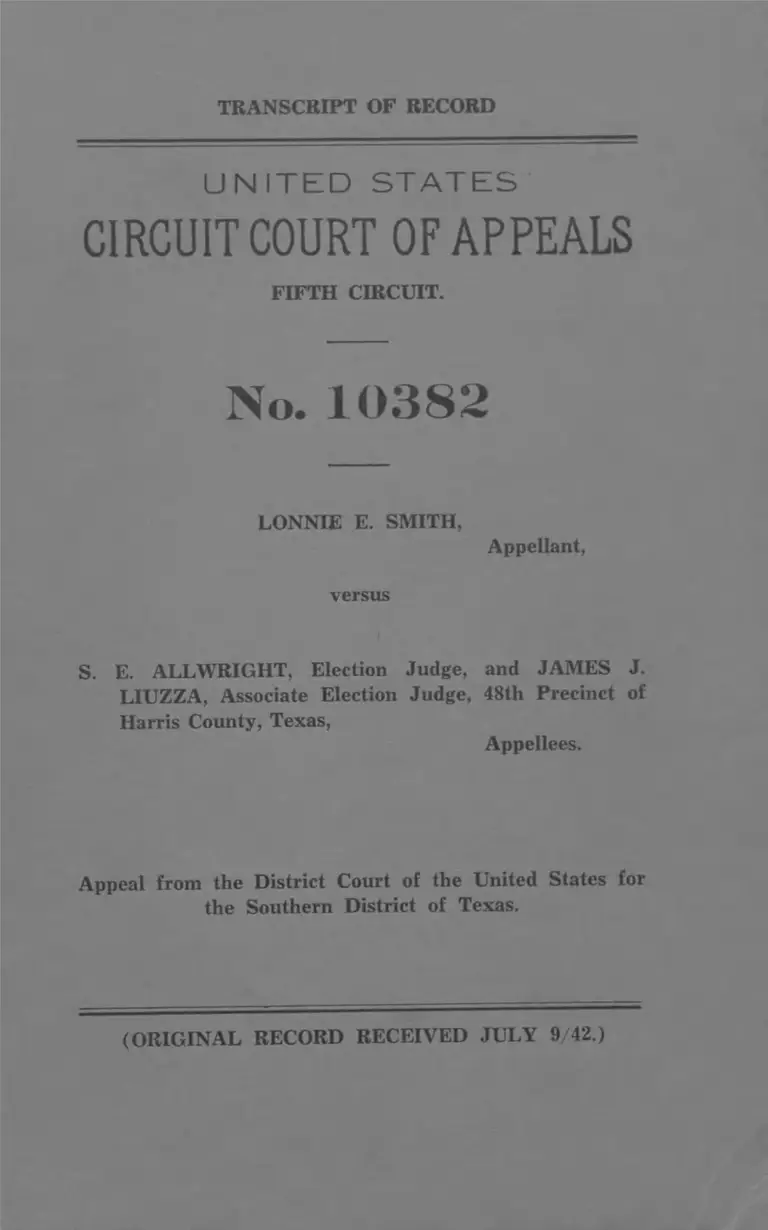 TRANSCRIPT OF RECORD
UNITED STATES
CIRCUIT COURT OF APPEALS
FIFTH CIRCUIT.
No. 10382
LONNIE E. SMITH,
Appellant,
versus
S. E. ALLWRIGHT, Election Judge, and JAMES J.
LIUZZA, Associate Election Judge, 48th Precinct of
Harris County, Texas,
Appellees.
Appeal from the District Court of the United States for
the Southern District of Texas.
(ORIGINAL RECORD RECEIVED JULY 9/42.)